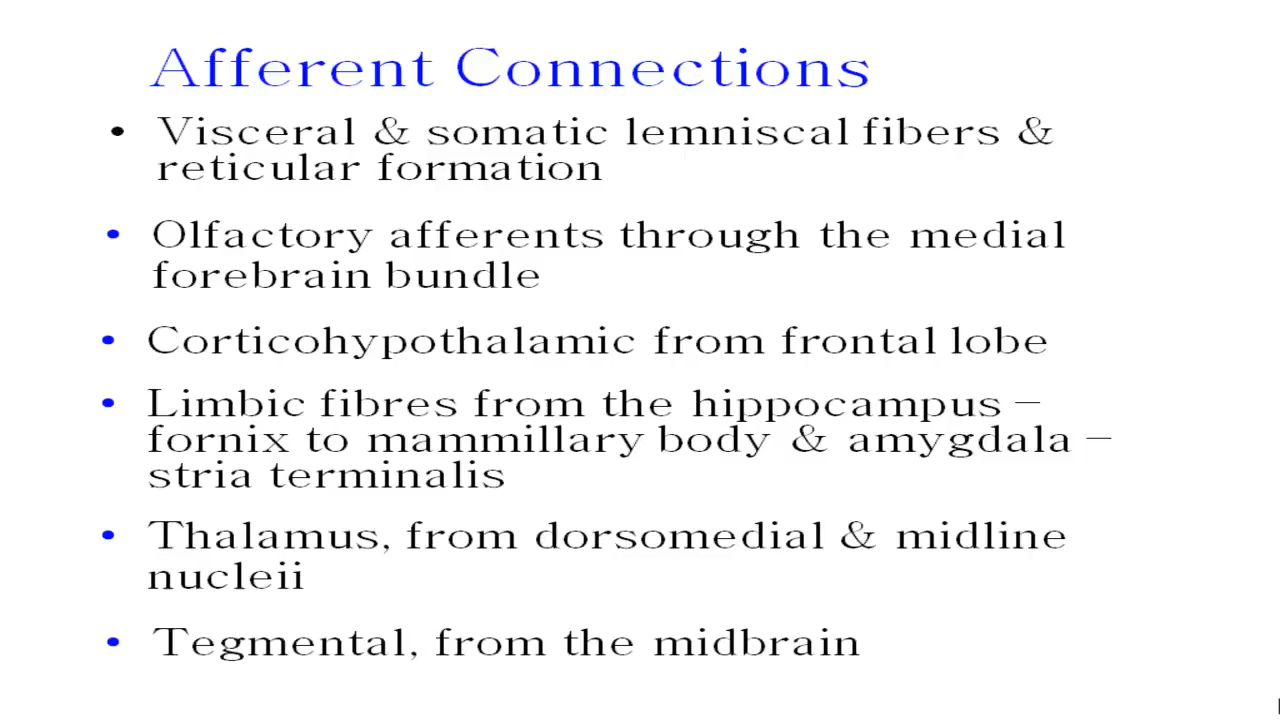 Afferent Connections
• Visceral & somatic lemniscal fibers &
reticular formation
• Olfactory afferents through the medial
forebrain bundle
• Corticohypothalamic from frontal lobe
• Limbic fibres from the hippocampus –
fornix to mammillary body & amygdala –
stria terminalis
• Thalamus, from dorsomedial & midline
nucleii
• Tegmental, from the midbrain